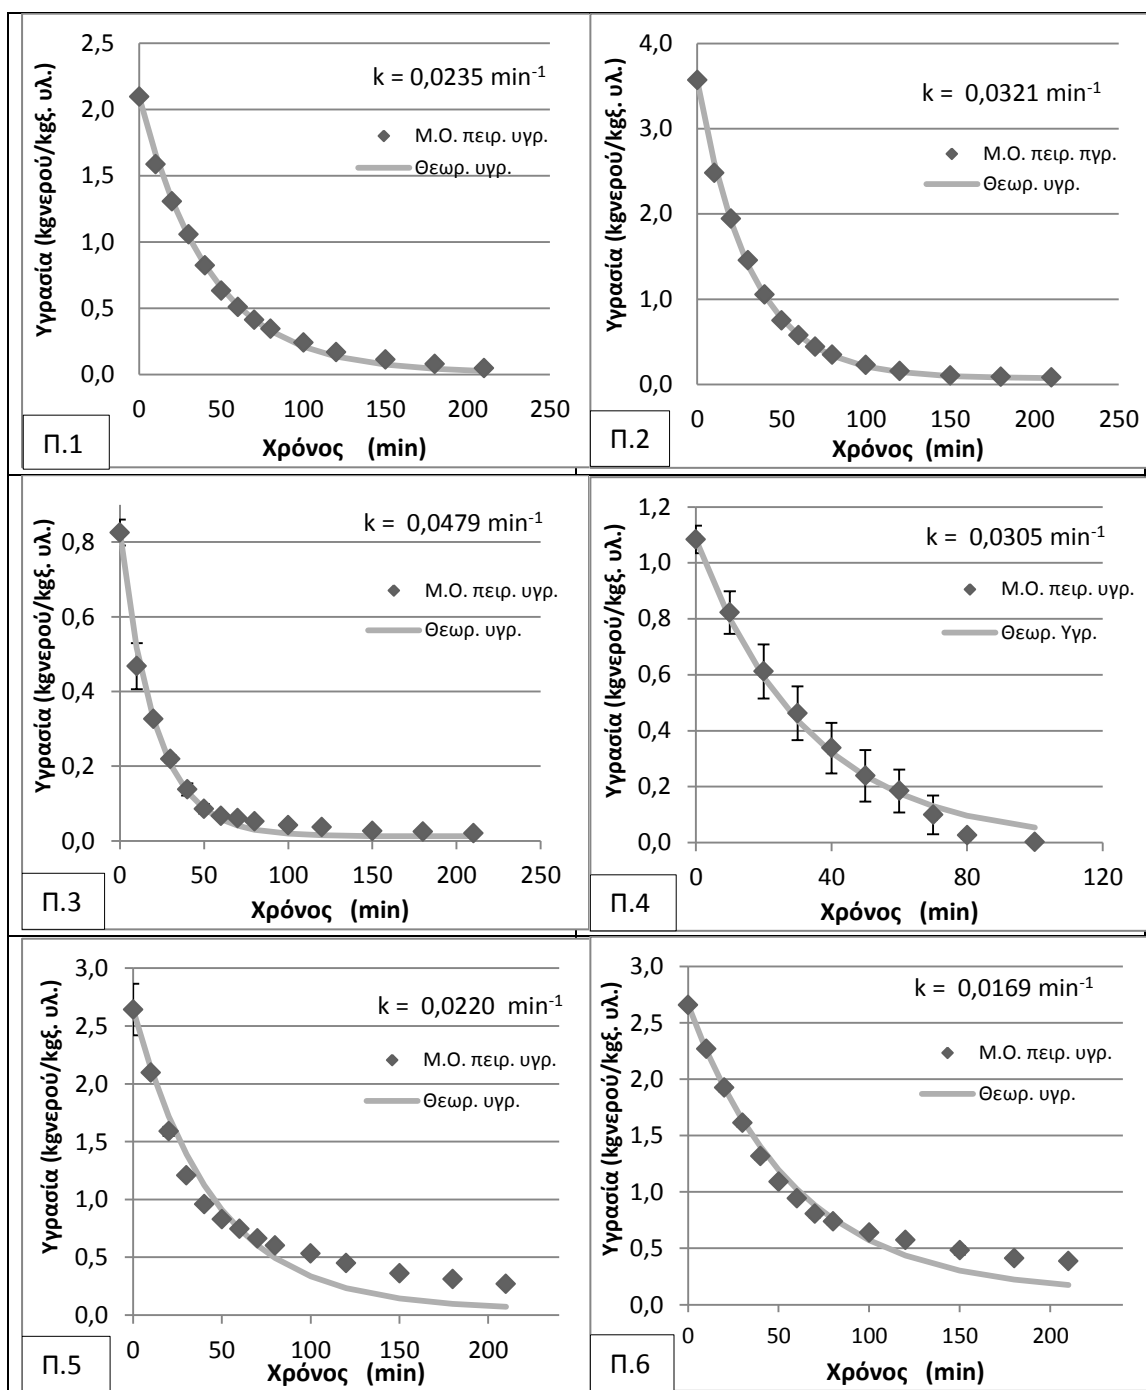 Υγρασία (kgνερού/kgξ. υλ.)
2,5
2,0
1,5
1,0
0,5
0,0
k = 0,0235 min-1
Μ.Ο. πειρ. υγρ.
Θεωρ. υγρ.
0 50 100 150 200 250
Χρόνος (min)
Π.1
Υγρασία (kgνερού/kgξ. υλ.)
4,0
3,0
2,0
1,0
0,0
k = 0,0321 min-1
Μ.Ο. πειρ. πγρ.
Θεωρ. υγρ.
0 50 100 150 200 250
Χρόνος (min)
Π.2
Υγρασία (kgνερού/kgξ. υλ.)
0,8
0,6
0,4
0,2
0,0
k = 0,0479 min-1
Μ.Ο. πειρ. υγρ.
Θεωρ. υγρ.
0 50 100 150 200 250
Χρόνος (min)
Π.3
Υγρασία (kgνερού/kgξ. υλ.)
1,2
1,0
0,8
0,6
0,4
0,2
0,0
k = 0,0305 min-1
Μ.Ο. πειρ. υγρ.
Θεωρ. Υγρ.
0 40 80 120
Χρόνος (min)
Π.4
Υγρασία (kgνερού/kgξ. υλ.)
3,0
2,5
2,0
1,5
1,0
0,5
0,0
k = 0,0220 min-1
Μ.Ο. πειρ. υγρ.
Θεωρ. υγρ.
0 50 100 150 200
Χρόνος (min)
Π.5
Υγρασία (kgνερού/kgξ. υλ.)
3,0
2,5
2,0
1,5
1,0
0,5
0,0
k = 0,0169 min-1
Μ.Ο. πειρ. υγρ.
Θεωρ. υγρ.
0 50 100 150 200
Χρόνος (min)
Π.6